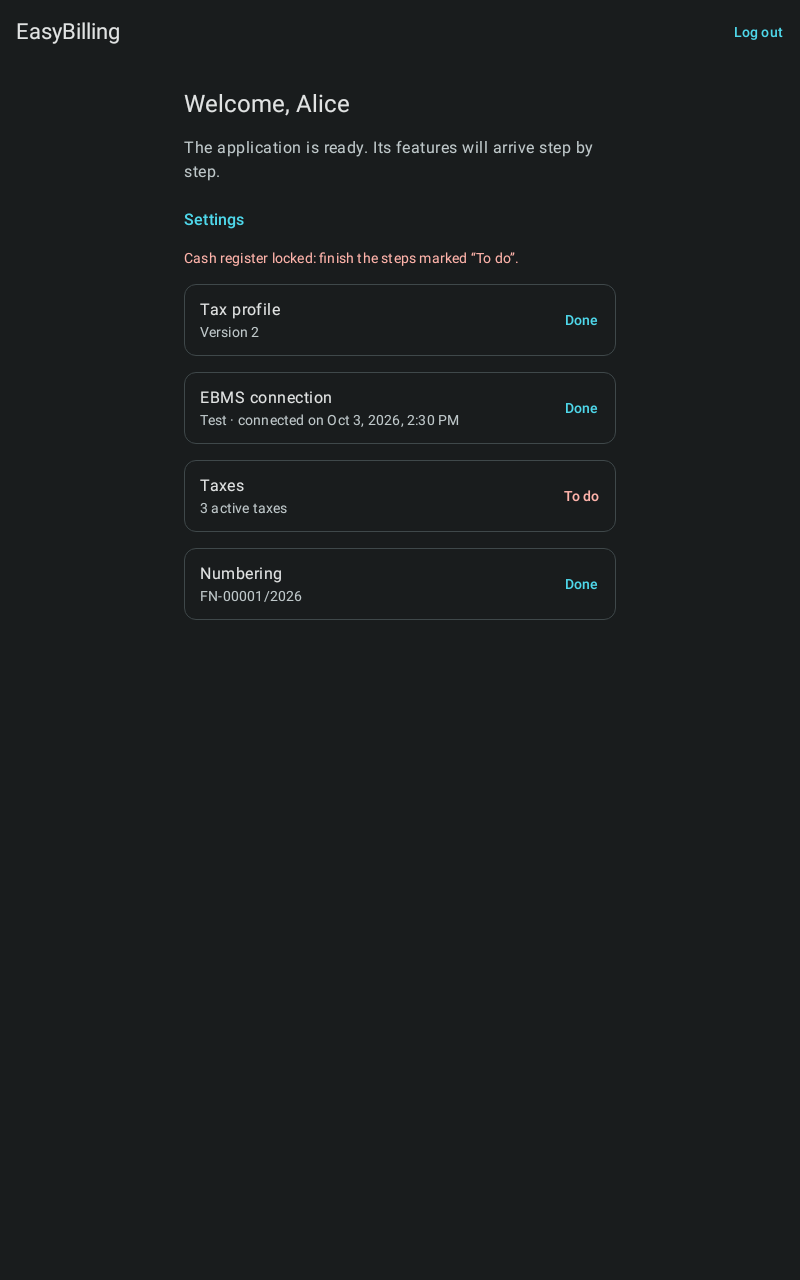 EasyBilling
Log out
Welcome, Alice
The application is ready. Its features will arrive step by
step.
Settings
Cash register locked: finish the steps marked “To do”.
Tax profile
Version 2
Done
EBMS connection
Test · connected on Oct 3, 2026, 2:30 PM
Done
Taxes
3 active taxes
To do
Numbering
FN-00001/2026
Done